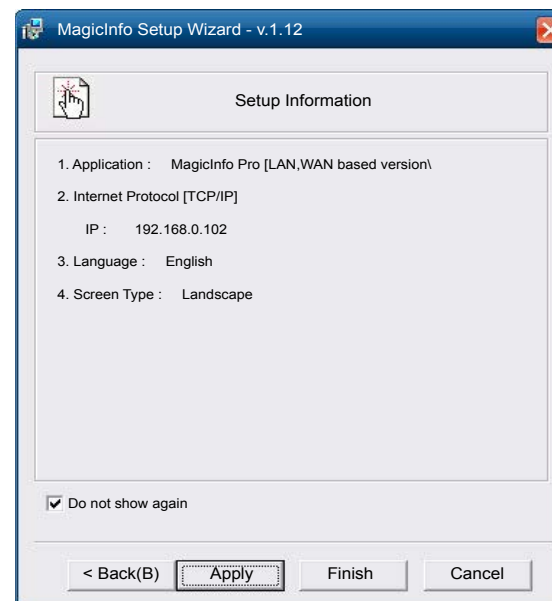 MagicInfo Setup Wizard - v.1.12
Setup Information
1. Application : MagicInfo Pro [LAN,WAN based version\
2. Internet Protocol [TCP/IP]
IP : 192.168.0.102
3. Language : English
4. Screen Type : Landscape
Do not show again
< Back(B) Apply Finish Cancel